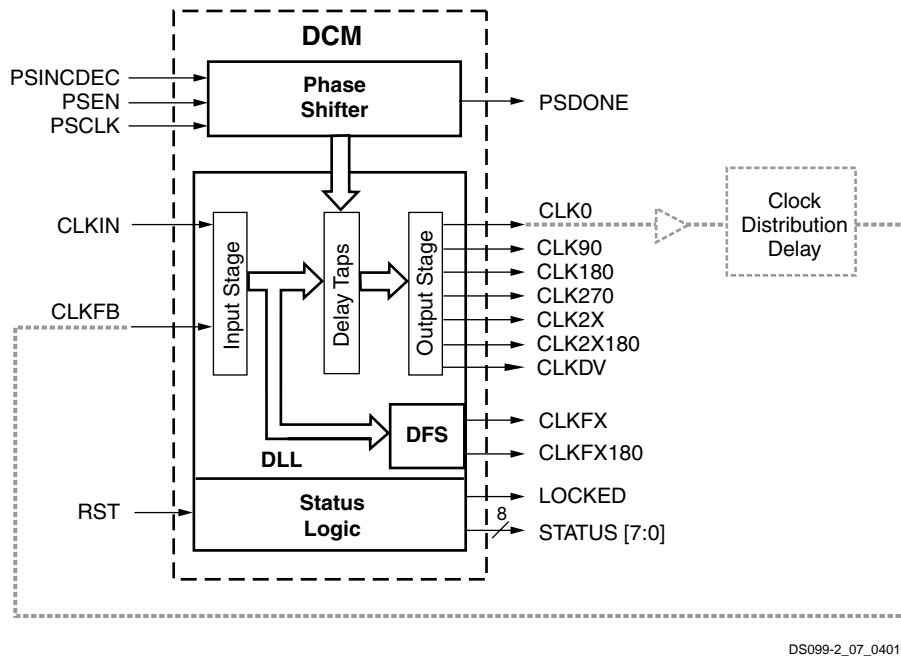 DCM
PSINCDEC
PSEN
PSCLK
Phase
Shifter
PSDONE
CLKIN
CLKFB
Input Stage
Delay Taps
Output Stage
CLK0
CLK90
CLK180
CLK270
CLK2X
CLK2X180
CLKDV
Clock
Distribution
Delay
DFS
CLKFX
CLKFX180
DLL
RST
Status
Logic
LOCKED
8
STATUS [7:0]
DS099-2_07_0401